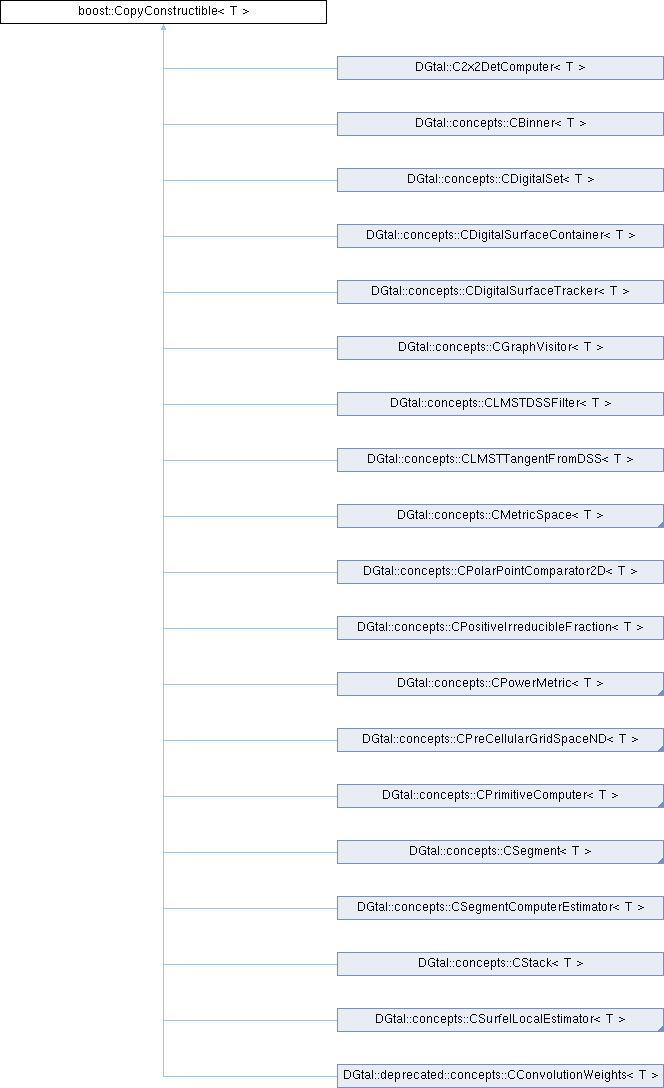 boost::CopyConstructible< T >
DGtal::C2x2DetComputer< T >
DGtal::concepts::CBinner< T >
DGtal::concepts::CDigitalSet< T >
DGtal::concepts::CDigitalSurfaceContainer< T >
DGtal::concepts::CDigitalSurfaceTracker< T >
DGtal::concepts::CGraphVisitor< T >
DGtal::concepts::CLMSTDSSFilter< T >
DGtal::concepts::CLMSTTangentFromDSS< T >
DGtal::concepts::CMetricSpace< T >
DGtal::concepts::CPolarPointComparator2D< T >
DGtal::concepts::CPositiveIrreducibleFraction< T >
DGtal::concepts::CPowerMetric< T >
DGtal::concepts::CPreCellularGridSpaceND< T >
DGtal::concepts::CPrimitiveComputer< T >
DGtal::concepts::CSegment< T >
DGtal::concepts::CSegmentComputerEstimator< T >
DGtal::concepts::CStack< T >
DGtal::concepts::CSurfelLocalEstimator< T >
DGtal::deprecated::concepts::CConvolutionWeights< T >